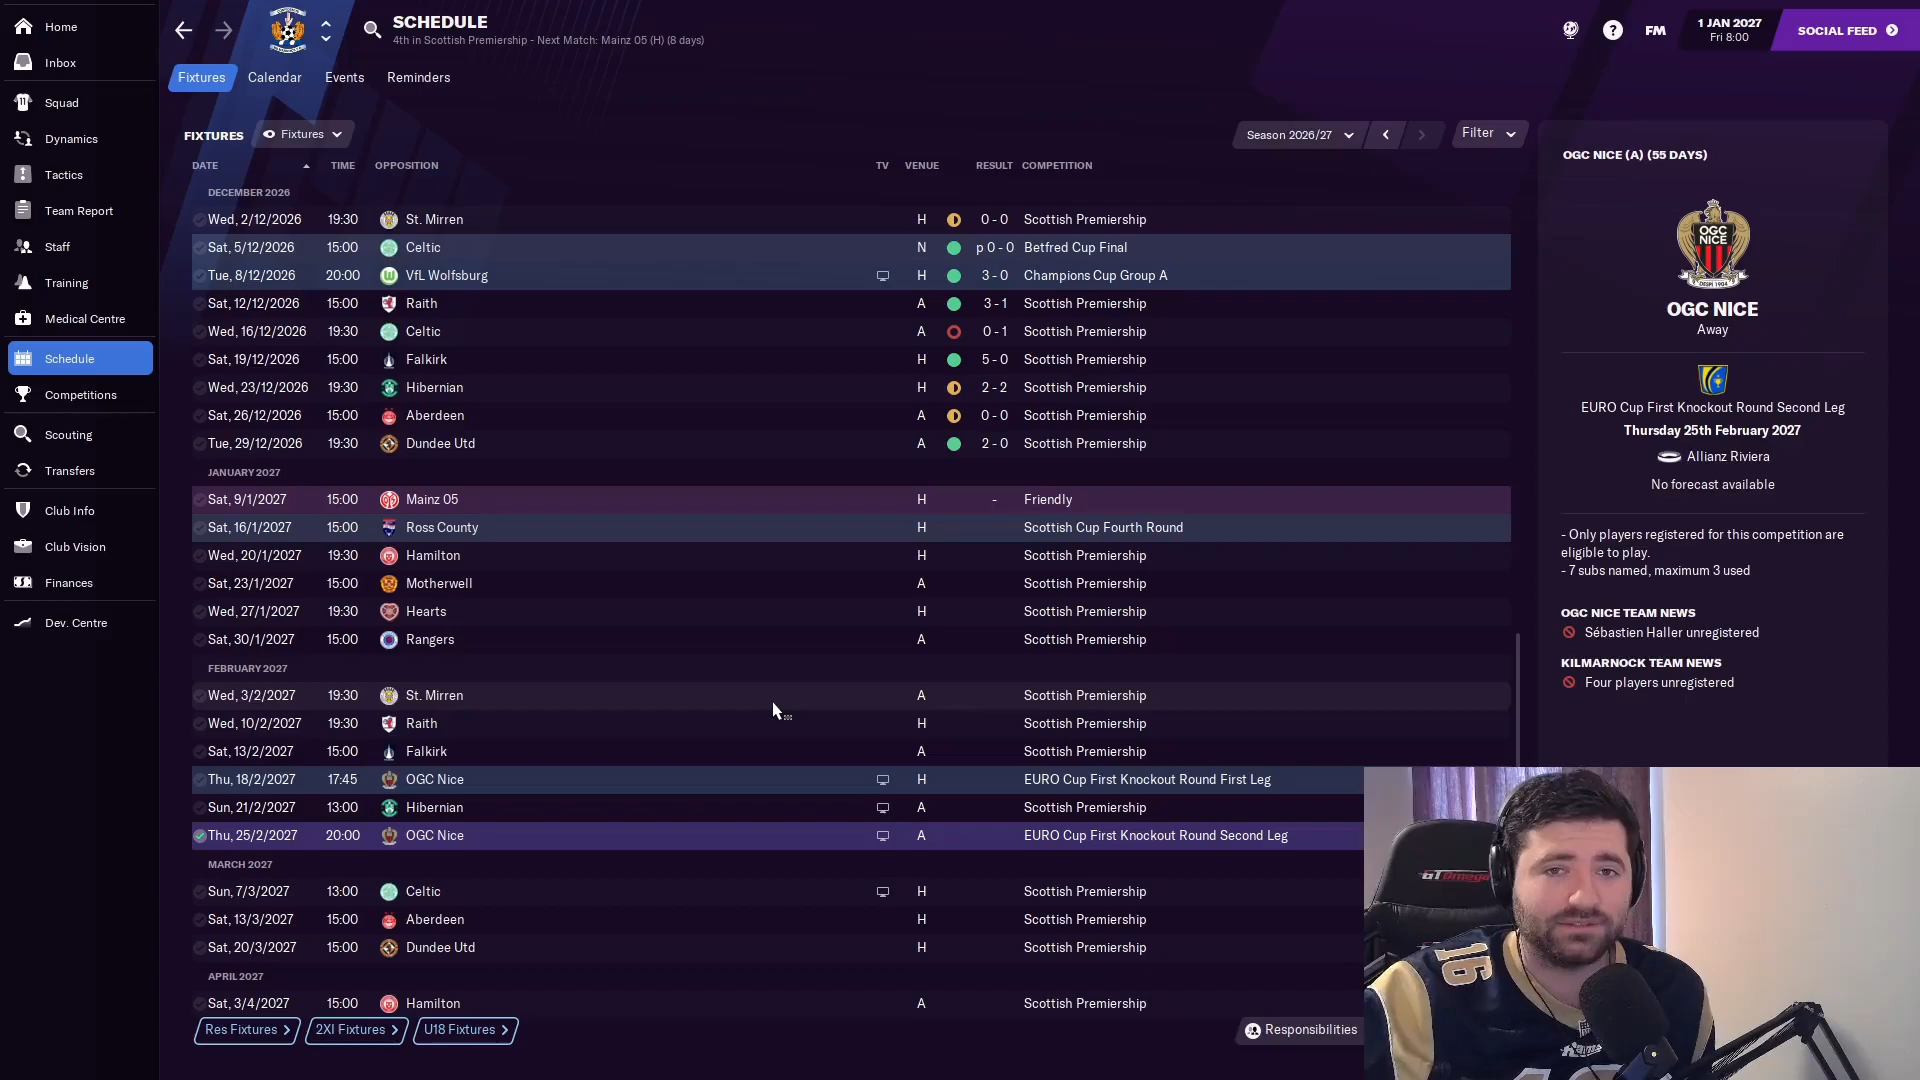 Home
Inbox
Squad
Dynamics
Tactics
Team Report
Staff
Training
Medical Centre
Schedule
Competitions
Scouting
Transfers
Club Info
Club Vision
Finances
Dev. Centre
SCHEDULE
4th in Scottish Premiership - Next Match: Mainz 05 (H) (8 days)
FM
1 JAN 2027
Fri 8:00
SOCIAL FEED
Fixtures Calendar Events Reminders
FIXTURES Fixtures Season 2026/27 Filter
DATE TIME OPPOSITION TV VENUE RESULT COMPETITION
DECEMBER 2026
Wed, 2/12/2026 19:30 St. Mirren H 0 - 0 Scottish Premiership
Sat, 5/12/2026 15:00 Celtic N p 0 - 0 Betfred Cup Final
Tue, 8/12/2026 20:00 VfL Wolfsburg H 3 - 0 Champions Cup Group A
Sat, 12/12/2026 15:00 Raith A 3 - 1 Scottish Premiership
Wed, 16/12/2026 19:30 Celtic A 0 - 1 Scottish Premiership
Sat, 19/12/2026 15:00 Falkirk H 5 - 0 Scottish Premiership
Wed, 23/12/2026 19:30 Hibernian H 2 - 2 Scottish Premiership
Sat, 26/12/2026 15:00 Aberdeen A 0 - 0 Scottish Premiership
Tue, 29/12/2026 19:30 Dundee Utd A 2 - 0 Scottish Premiership
JANUARY 2027
Sat, 9/1/2027 15:00 Mainz 05 H - Friendly
Sat, 16/1/2027 15:00 Ross County H Scottish Cup Fourth Round
Wed, 20/1/2027 19:30 Hamilton H Scottish Premiership
Sat, 23/1/2027 15:00 Motherwell A Scottish Premiership
Wed, 27/1/2027 19:30 Hearts H Scottish Premiership
Sat, 30/1/2027 15:00 Rangers A Scottish Premiership
FEBRUARY 2027
Wed, 3/2/2027 19:30 St. Mirren A Scottish Premiership
Wed, 10/2/2027 19:30 Raith H Scottish Premiership
Sat, 13/2/2027 15:00 Falkirk A Scottish Premiership
Thu, 18/2/2027 17:45 OGC Nice H EURO Cup First Knockout Round First Leg
Sun, 21/2/2027 13:00 Hibernian A Scottish Premiership
Thu, 25/2/2027 20:00 OGC Nice A EURO Cup First Knockout Round Second Leg
MARCH 2027
Sun, 7/3/2027 13:00 Celtic H Scottish Premiership
Sat, 13/3/2027 15:00 Aberdeen H Scottish Premiership
Sat, 20/3/2027 15:00 Dundee Utd H Scottish Premiership
APRIL 2027
Sat, 3/4/2027 15:00 Hamilton A Scottish Premiership
Res Fixtures 2XI Fixtures U18 Fixtures Responsibilities
OGC NICE (A) (55 DAYS)
OGC
NICE
OGC NICE
Away
EURO Cup First Knockout Round Second Leg
Thursday 25th February 2027
Allianz Riviera
No forecast available
- Only players registered for this competition are
eligible to play.
- 7 subs named, maximum 3 used
OGC NICE TEAM NEWS
Sébastien Haller unregistered
KILMARNOCK TEAM NEWS
Four players unregistered
GT Omega
16